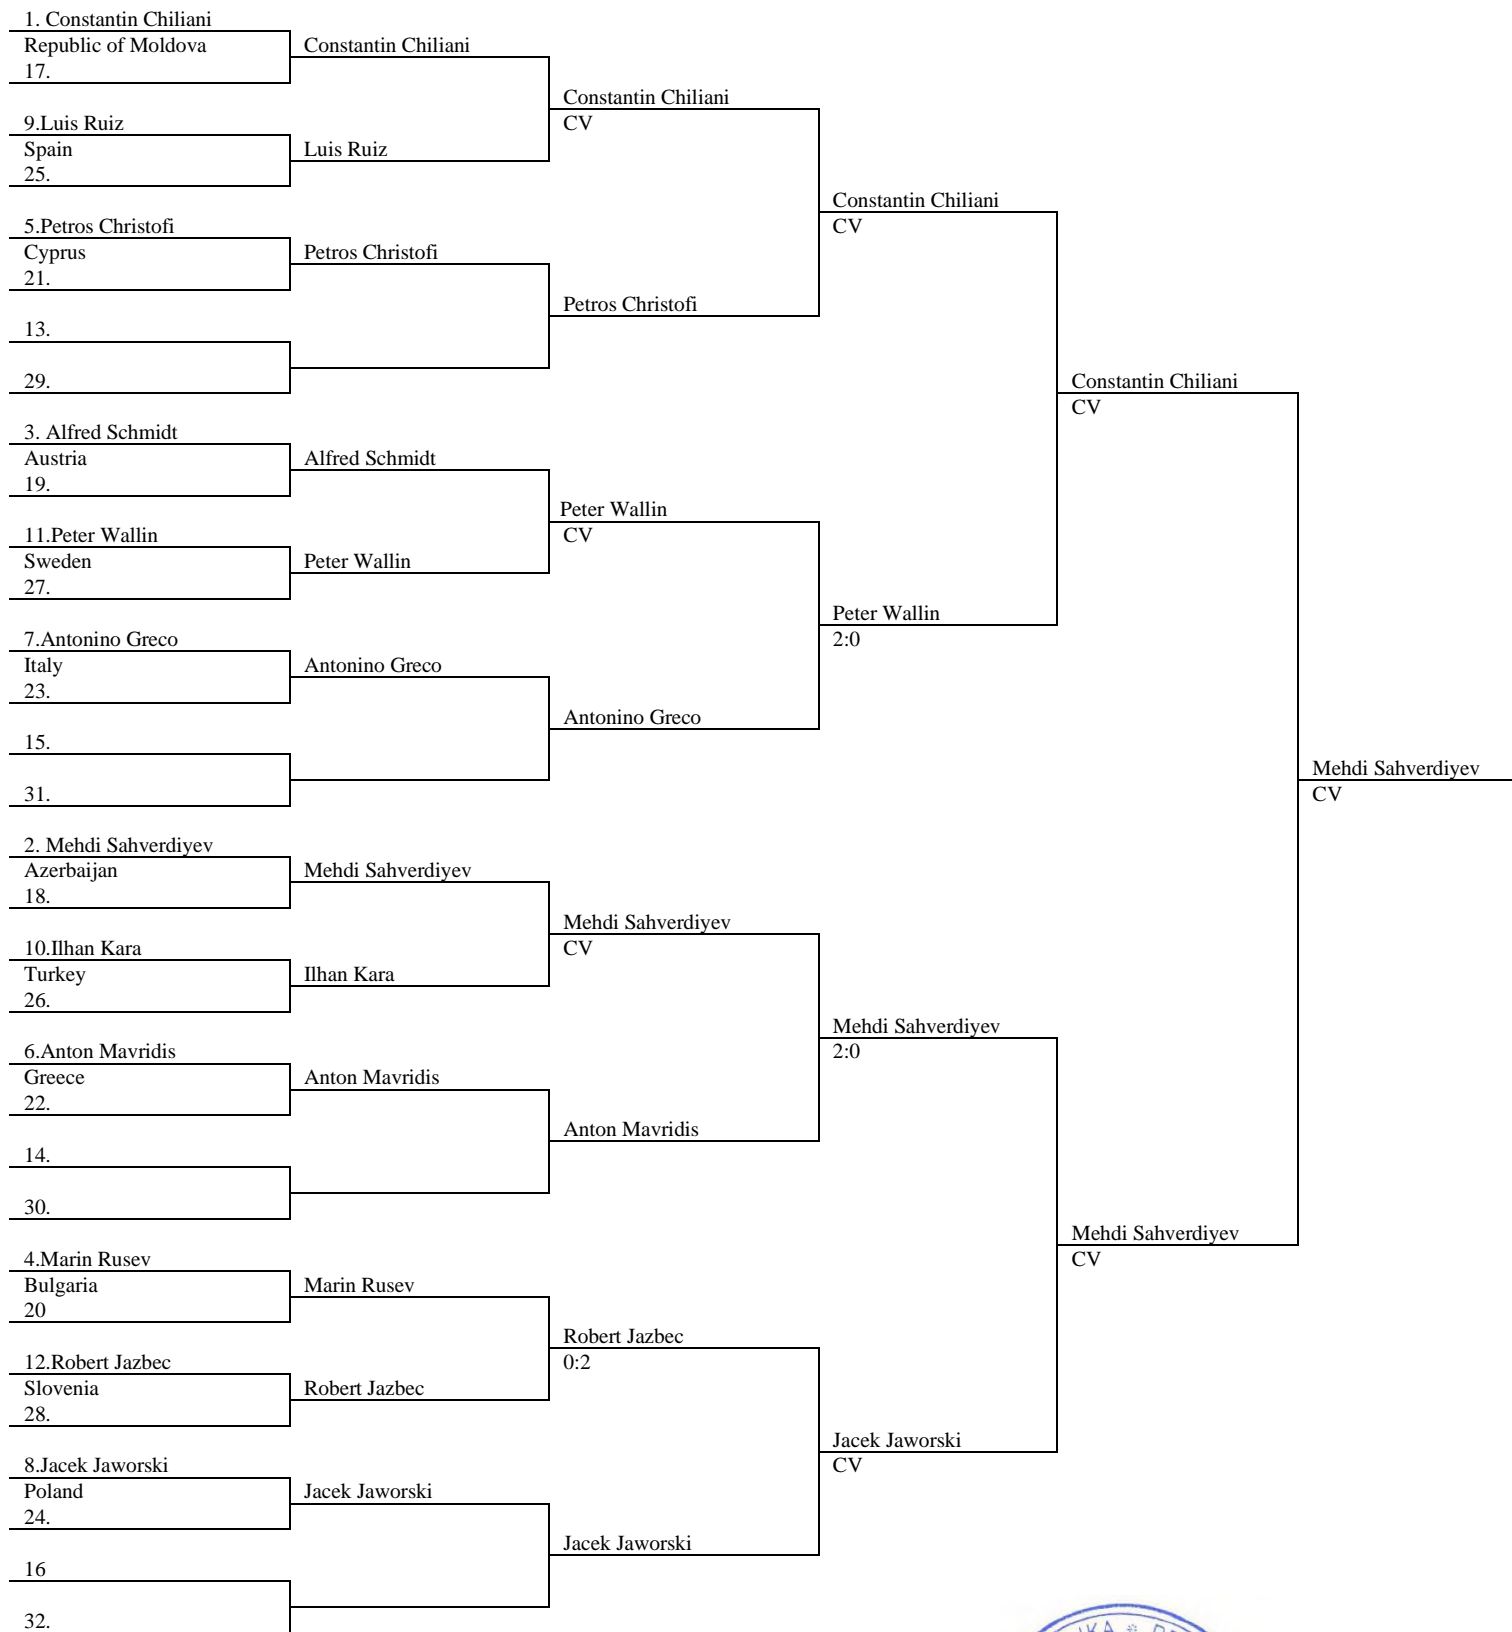 1. Constantin Chiliani
Republic of Moldova
17.
9.Luis Ruiz
Spain
25.
5.Petros Christofi
Cyprus
21.
13.
29.
3. Alfred Schmidt
Austria
19.
11.Peter Wallin
Sweden
27.
7.Antonino Greco
Italy
23.
15.
31.
2. Mehdi Sahverdiyev
Azerbaijan
18.
10.Ilhan Kara
Turkey
26.
6.Anton Mavridis
Greece
22.
14.
30.
4.Marin Rusev
Bulgaria
20
12.Robert Jazbec
Slovenia
28.
8.Jacek Jaworski
Poland
24.
16
32.
Constantin Chiliani
Luis Ruiz
Petros Christofi
Alfred Schmidt
Peter Wallin
Antonino Greco
Mehdi Sahverdiyev
Ilhan Kara
Anton Mavridis
Marin Rusev
Robert Jazbec
Jacek Jaworski
Constantin Chiliani
CV
Petros Christofi
Peter Wallin
CV
Antonino Greco
Mehdi Sahverdiyev
CV
Anton Mavridis
Robert Jazbec
0:2
Jacek Jaworski
Constantin Chiliani
CV
Peter Wallin
2:0
Mehdi Sahverdiyev
2:0
Jacek Jaworski
CV
Constantin Chiliani
CV
Mehdi Sahverdiyev
CV
Mehdi Sahverdiyev
CV